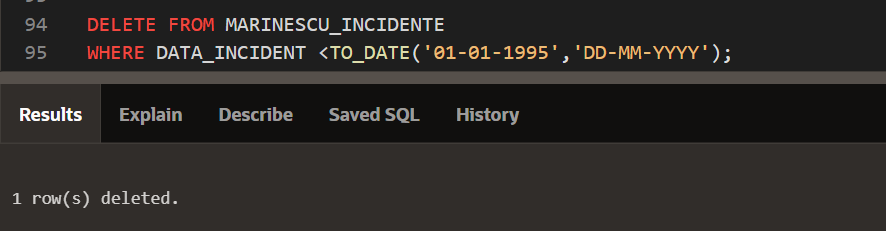 94 DELETE FROM MARINESCU_INCIDENTE
95 WHERE DATA_INCIDENT <TO_DATE('01-01-1995','DD-MM-YYYY');
Results Explain Describe Saved SQL History
1 row(s) deleted.